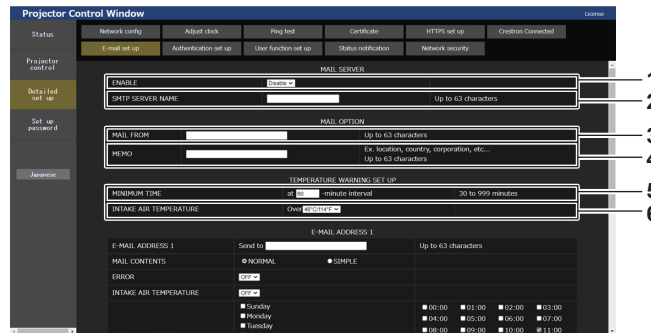 Projector Control Window
License
Status
Network config
Adjust clock
Ping test
Certificate
HTTPS set up
Crestron Connected
E-mail set up
Authentication set up
User function set up
Status notification
Network security
Projector
control
Detailed
set up
Set up
password
Japanese
MAIL SERVER
ENABLE
Disable
1
SMTP SERVER NAME
Up to 63 characters
2
MAIL OPTION
MAIL FROM
Up to 63 characters
3
MEMO
Ex. location, country, corporation, etc...
Up to 63 characters
4
TEMPERATURE WARNING SET UP
MINIMUM TIME
at 60 -minute interval
30 to 999 minutes
5
INTAKE AIR TEMPERATURE
Over 46°C/114°F
6
E-MAIL ADDRESS 1
E-MAIL ADDRESS 1
Send to
Up to 63 characters
MAIL CONTENTS
NORMAL
SIMPLE
ERROR
OFF
INTAKE AIR TEMPERATURE
OFF
Sunday
00:00 01:00 02:00 03:00
Monday
04:00 05:00 06:00 07:00
Tuesday
08:00 09:00 10:00 11:00